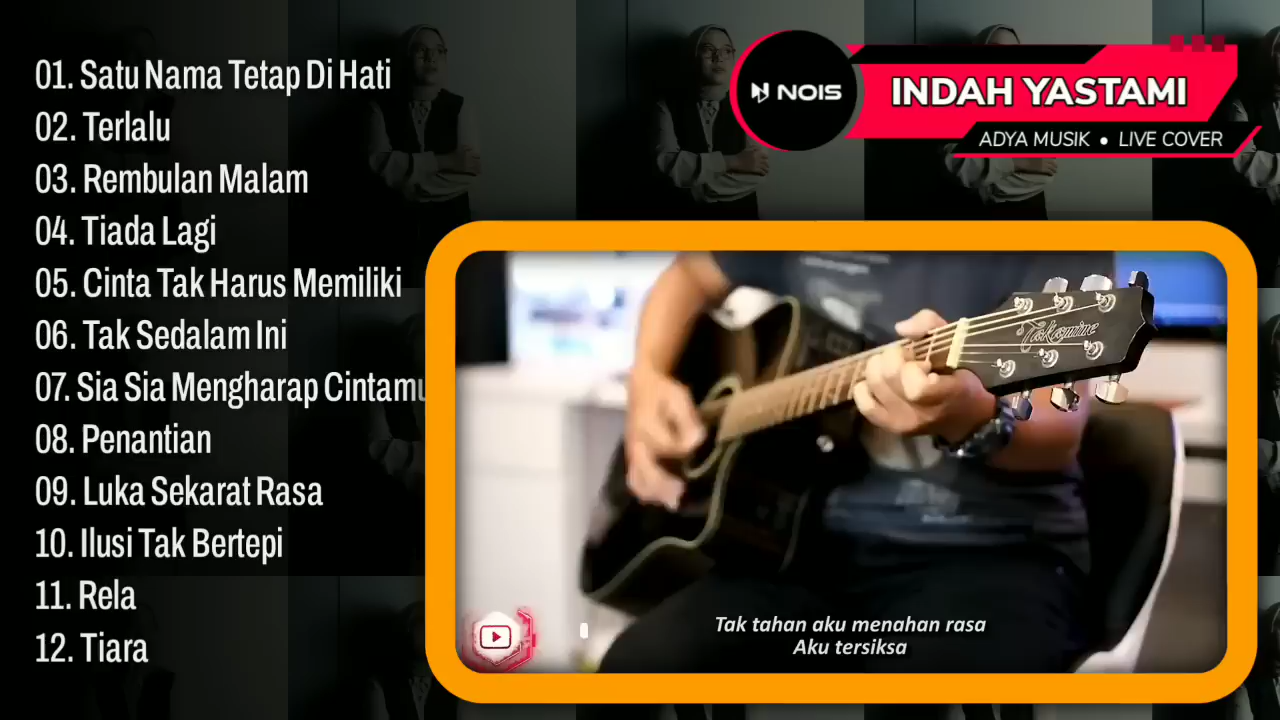 01. Satu Nama Tetap Di Hati
02. Terlalu
03. Rembulan Malam
04. Tiada Lagi
05. Cinta Tak Harus Memiliki
06. Tak Sedalam Ini
07. Sia Sia Mengharap Cintamu
08. Penantian
09. Luka Sekarat Rasa
10. Ilusi Tak Bertepi
11. Rela
12. Tiara
NOIS
INDAH YASTAMI
ADYA MUSIK • LIVE COVER
Takamine
Tak tahan aku menahan rasa
Aku tersiksa